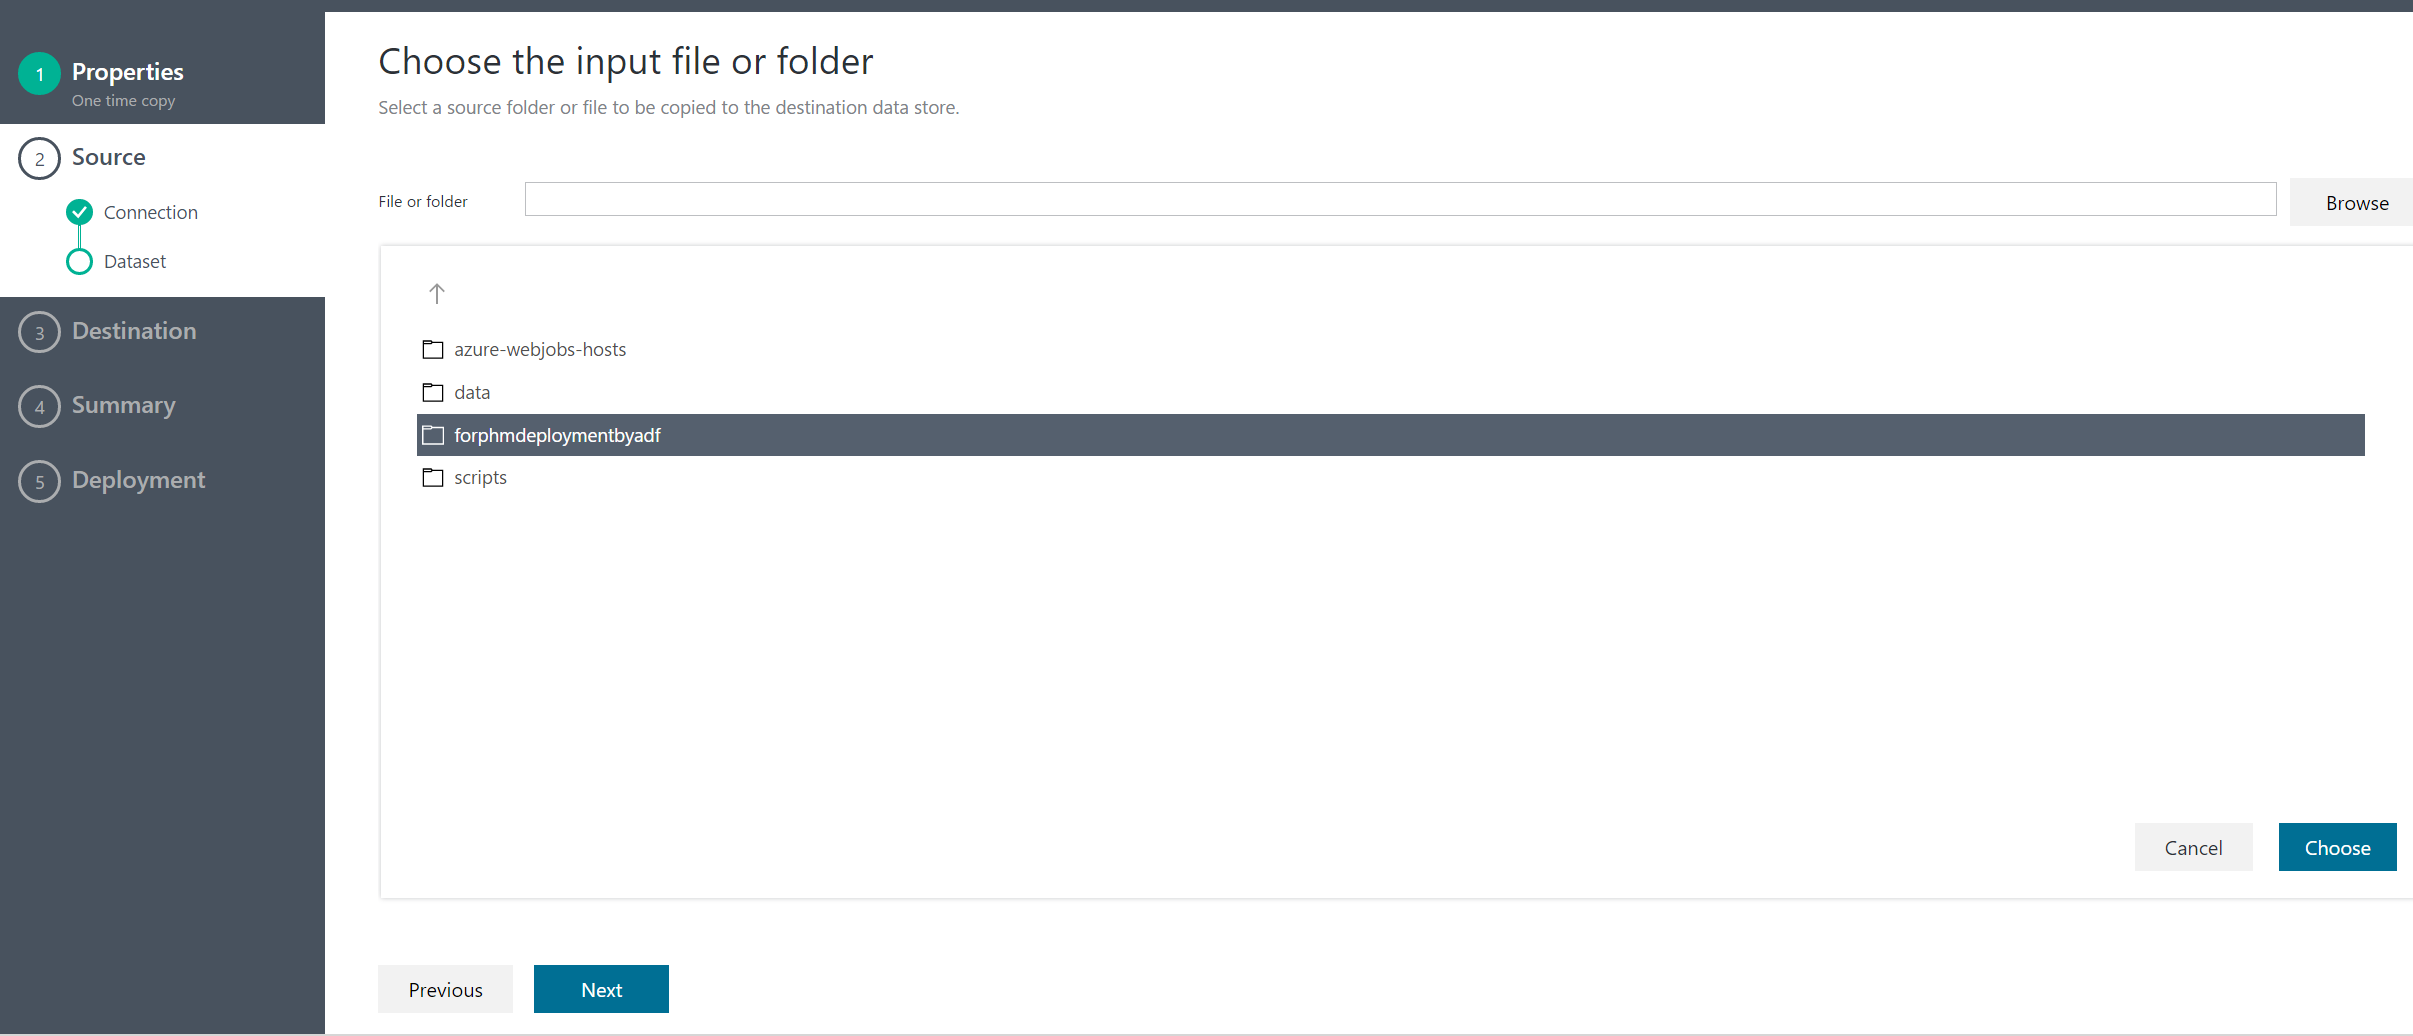 1
Properties
One time copy
2
Source
Connection
Dataset
3
Destination
4
Summary
5
Deployment
Choose the input file or folder
Select a source folder or file to be copied to the destination data store.
File or folder
Browse
azure-webjobs-hosts
data
forphmdeploymentbyadf
scripts
Cancel
Choose
Previous
Next